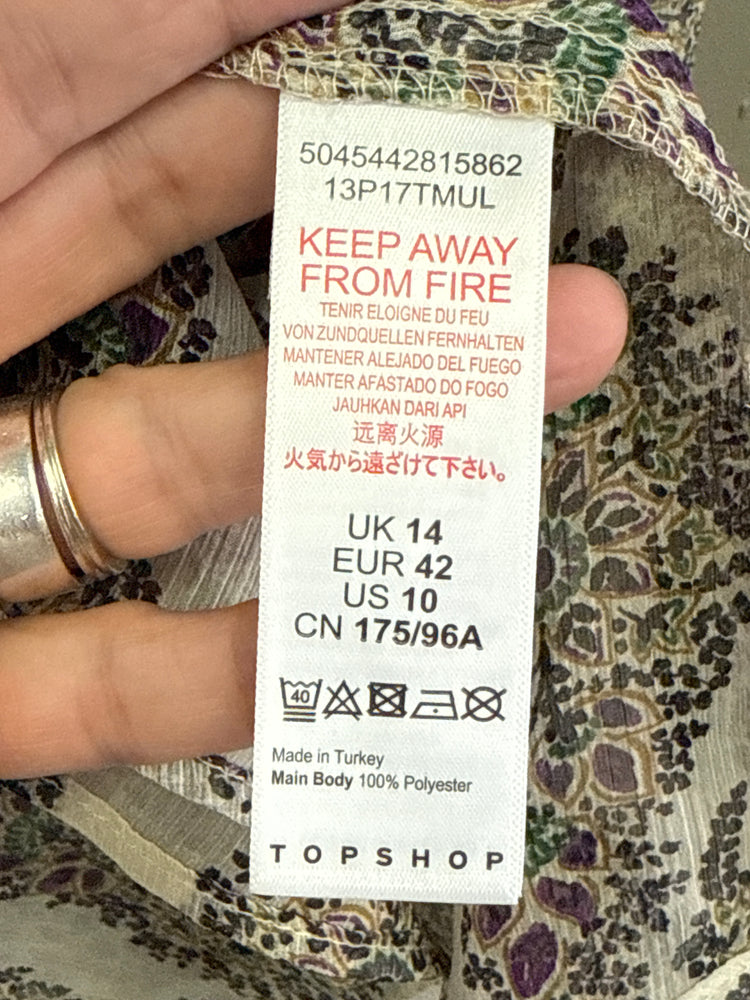 5045442815862
13P17TMUL
KEEP AWAY
FROM FIRE
TENIR ELOIGNE DU FEU
VON ZUNDQUELLEN FERNHALTEN
MANTENER ALEJADO DEL FUEGO
MANTER AFASTADO DO FOGO
JAUHKAN DARI API
远离火源
火気から遠ざけて下さい。
UK 14
EUR 42
US 10
CN 175/96A
40
Made in Turkey
Main Body 100% Polyester
TOPSHOP